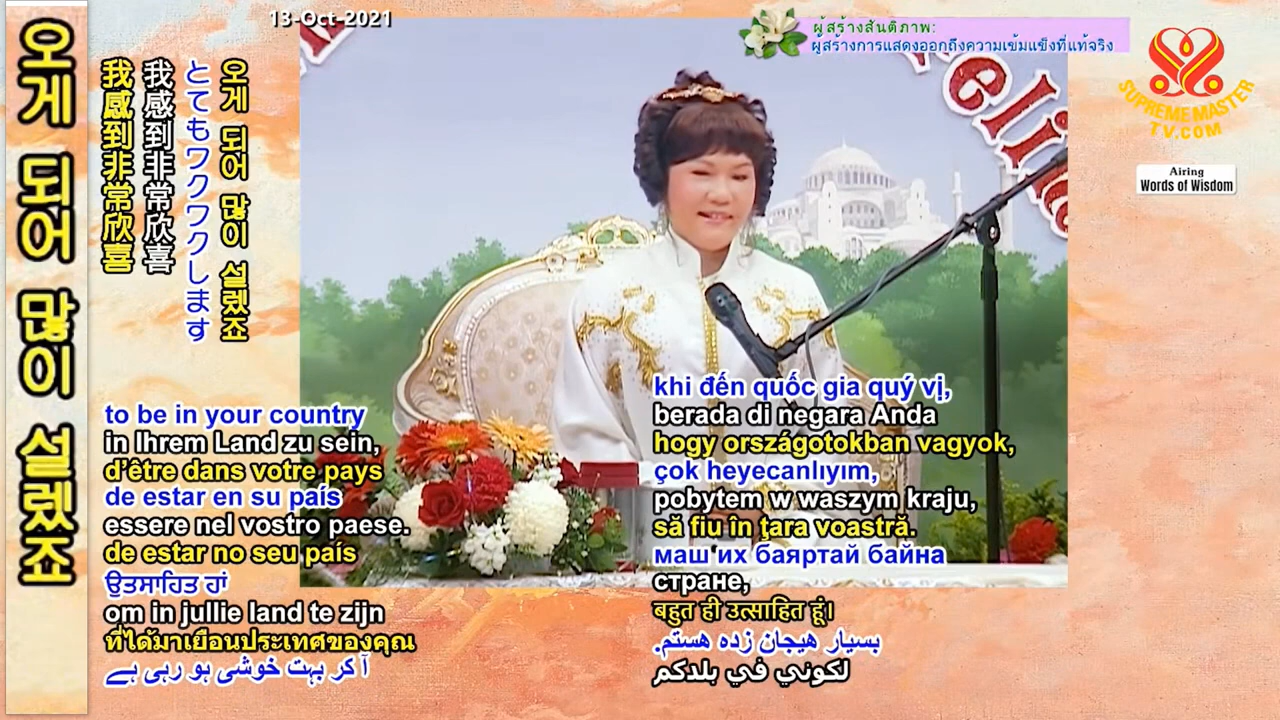 13-Oct-2021
ผู้สร้างสันติภาพ:
ผู้สร้างการแสดงออกถึงความเข้มแข็งที่แท้จริง
SUPREME MASTER
TV.COM
Airing
Words of Wisdom
오게 되어 많이 설렜죠
我感到非常欣喜
我感到非常欣喜
とてもワクワクします
오게 되어 많이 설렜죠
to be in your country
in Ihrem Land zu sein,
d'être dans votre pays
de estar en su país
essere nel vostro paese.
de estar no seu país
ਉਤਸਾਹਿਤ ਹਾਂ
om in jullie land te zijn
ที่ได้มาเยือนประเทศของคุณ
آ کر بہت خوشی ہو رہی ہے
khi đến quốc gia quý vị,
berada di negara Anda
hogy országotokban vagyok,
çok heyecanlıyım,
pobytem w waszym kraju,
să fiu în ţara voastră.
маш их баяртай байна
стране,
बहुत ही उत्साहित हूं।
بسیار هیجان زده هستم.
لكوني في بلدكم